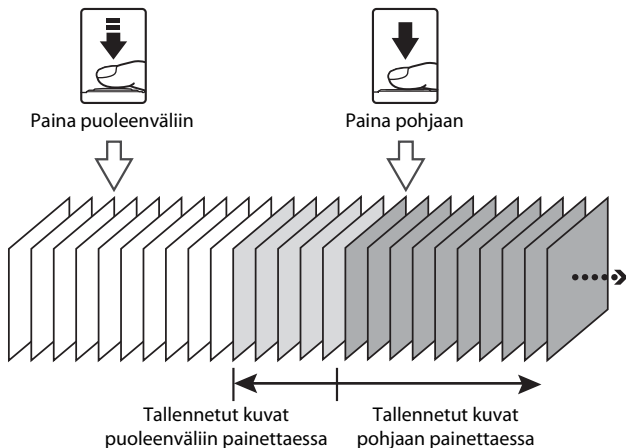 Paina puoleenväliin
Paina pohjaan
Tallennetut kuvat
puoleenväliin painettaessa
Tallennetut kuvat
pohjaan painettaessa